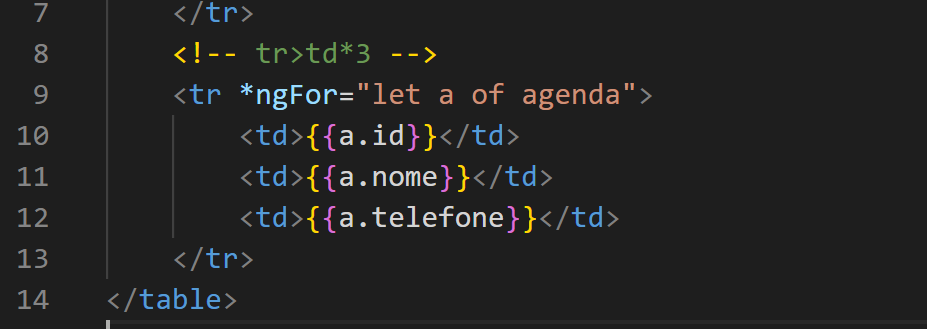 7 </tr>
8 <!-- tr>td*3 -->
9 <tr *ngFor="let a of agenda">
10 <td>{{a.id}}</td>
11 <td>{{a.nome}}</td>
12 <td>{{a.telefone}}</td>
13 </tr>
14 </table>